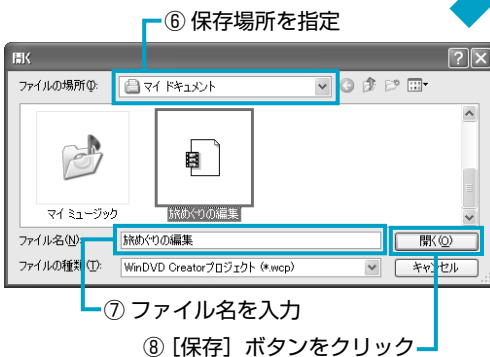 ⑥ 保存場所を指定
開く
ファイルの場所(I):
マイ ドキュメント
マイ ミュージック
旅めぐりの編集
ファイル名(N):
旅めぐりの編集
開く(O)
ファイルの種類(T):
WinDVD Creatorプロジェクト (*.wcp)
キャンセル
⑦ ファイル名を入力
⑧ [保存] ボタンをクリック